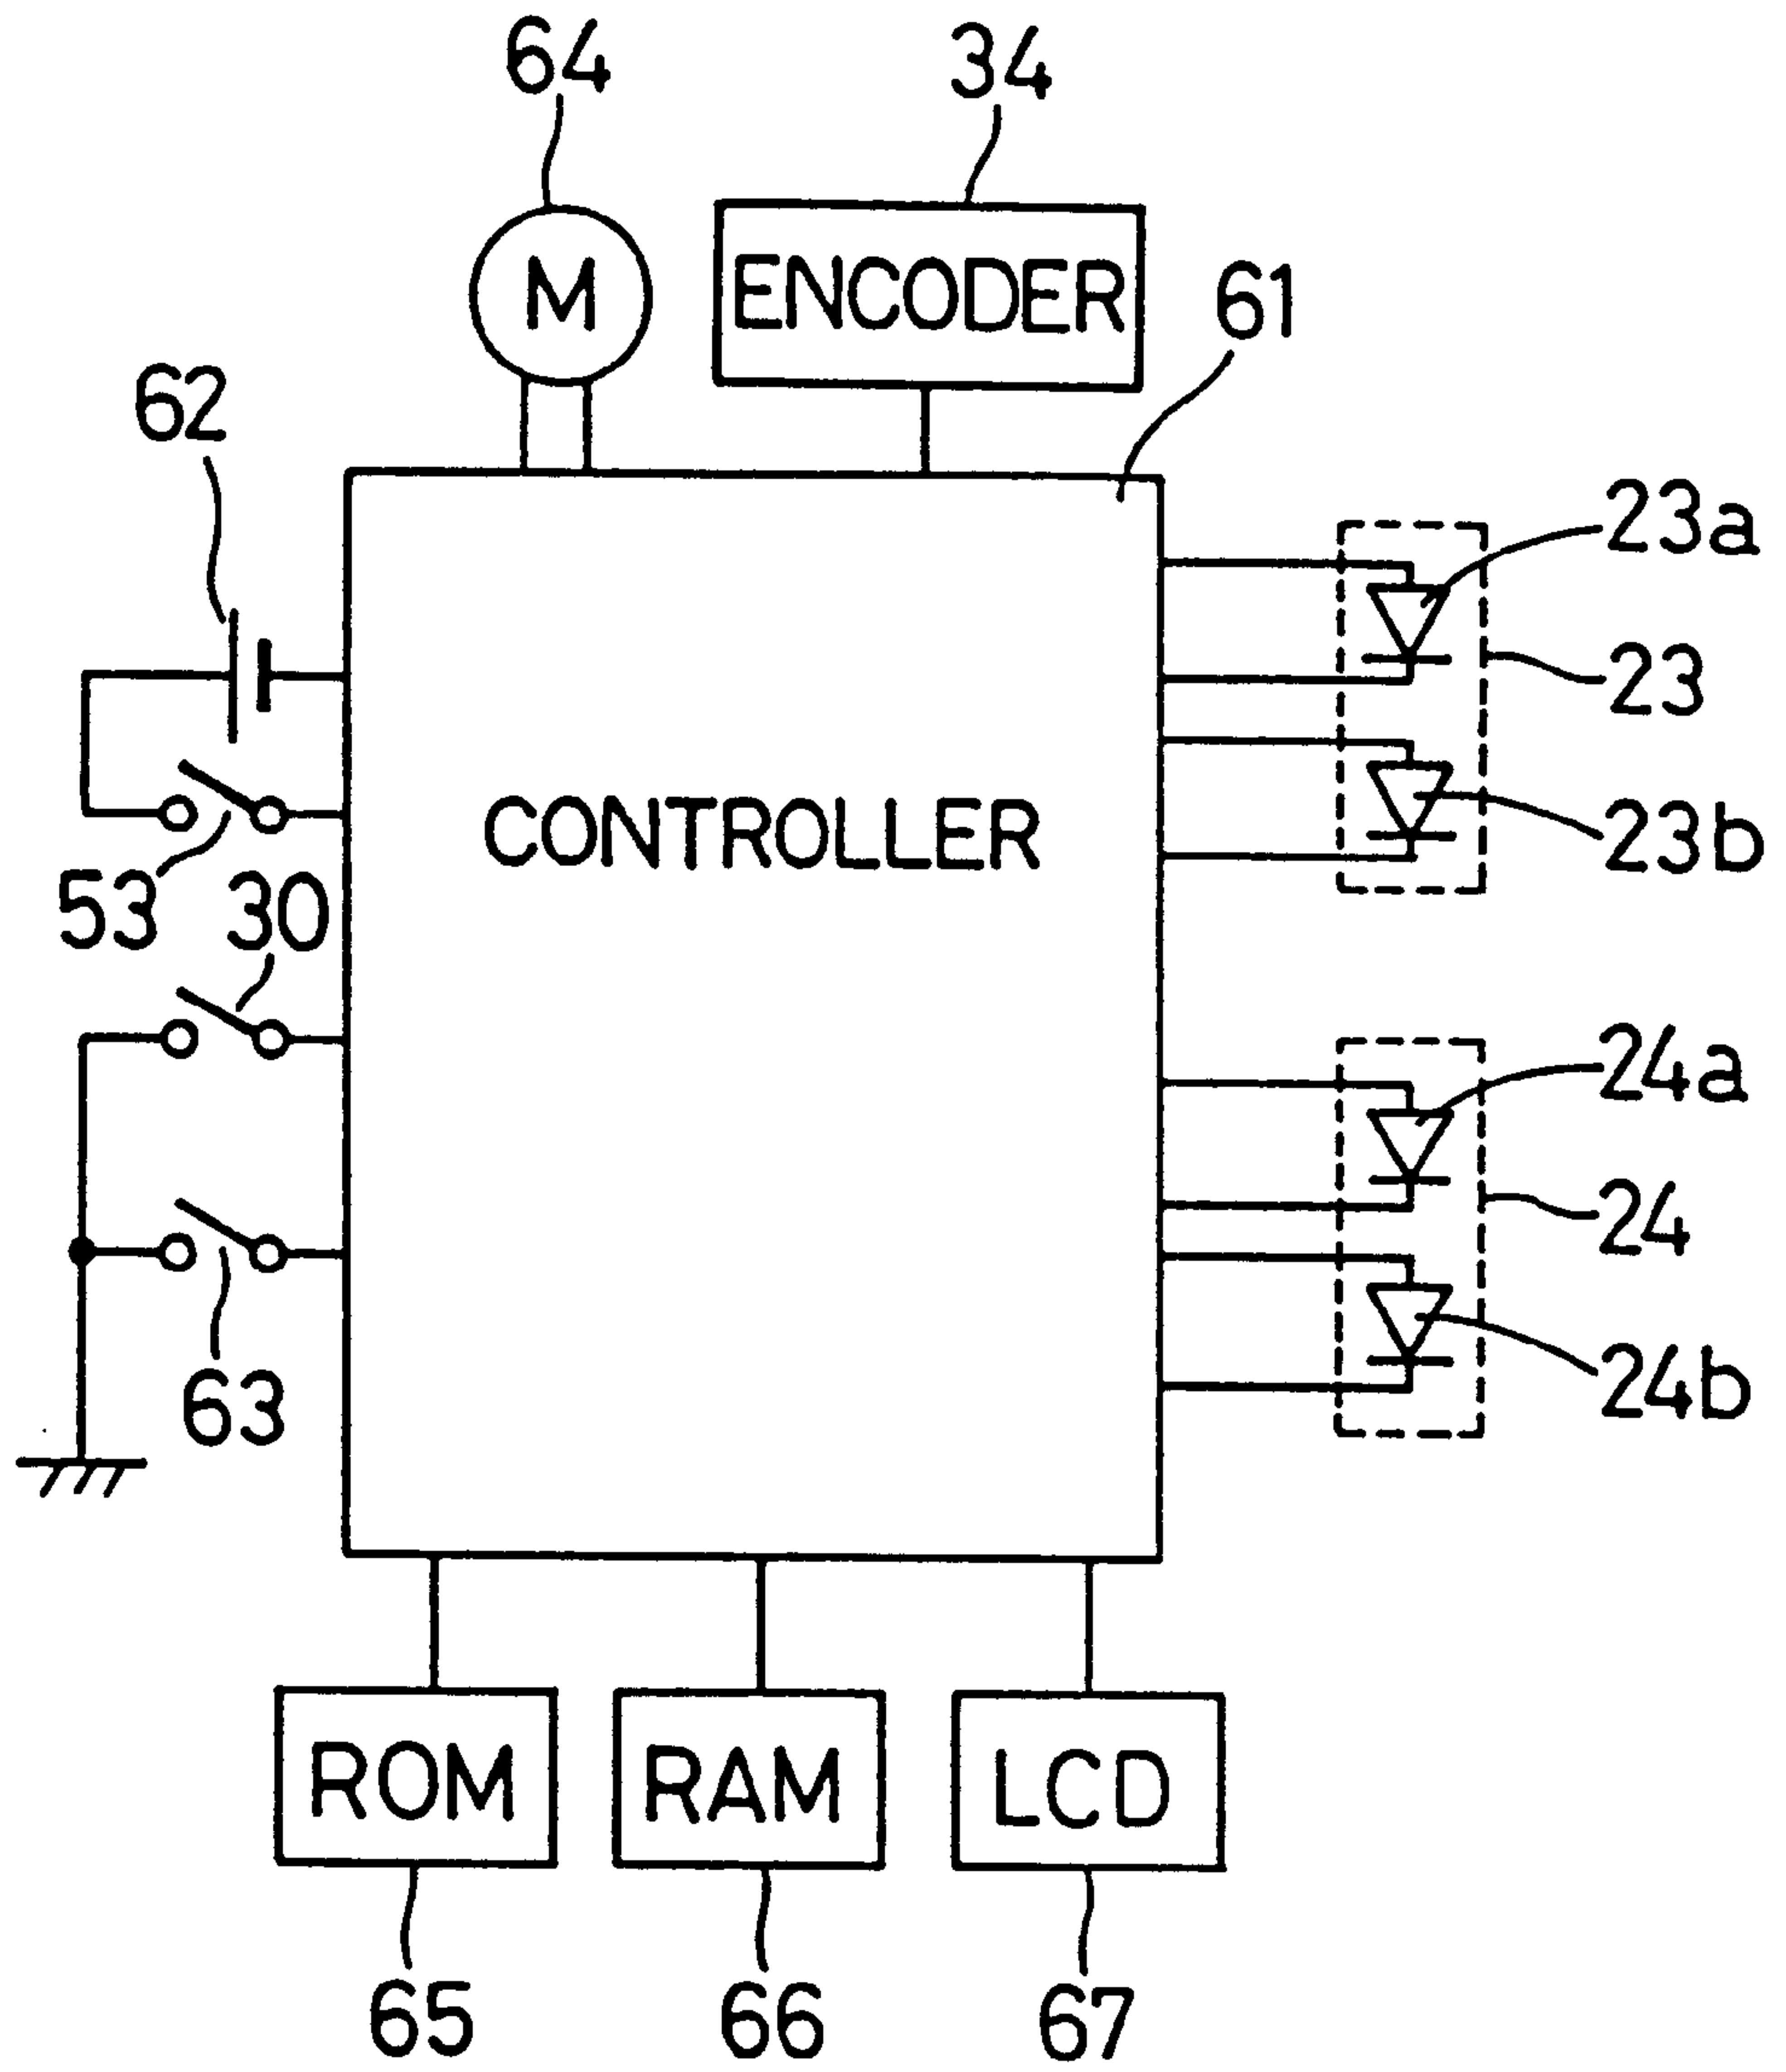 64
34
M
ENCODER
61
62
23a
23
CONTROLLER
23b
53
30
24a
24
63
24b
ROM
RAM
LCD
65
66
67